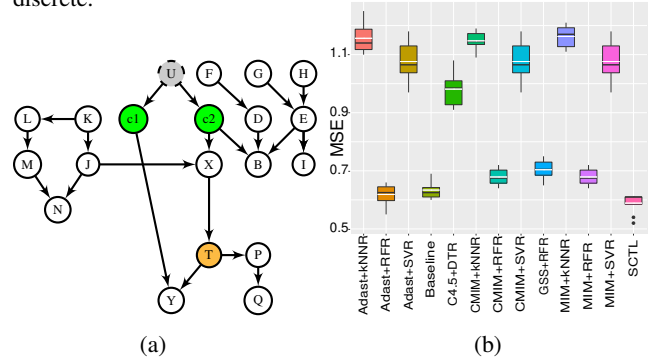 discrete.
U
F
G
H
L
K
c1
c2
D
E
M
J
X
B
I
N
T
P
Y
Q
(a)
MSE
1.1
0.9
0.7
0.5
Adast+kNNR
Adast+RFR
Adast+SVR
Baseline
C4.5+DTR
CMIM+kNNR
CMIM+RFR
CMIM+SVR
GSS+RFR
MIM+kNNR
MIM+RFR
MIM+SVR
SCTL
(b)